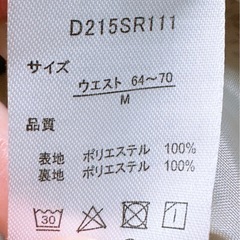 D215SR111
サイズ
ウエスト 64～70
M
品質
表地 ポリエステル 100%
裏地 ポリエステル 100%
30